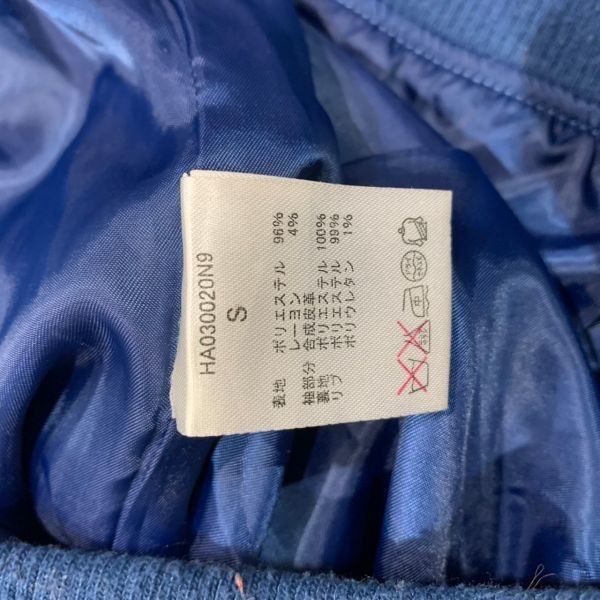 HA030020N9
S
表地 ポリエステル 96%
レーヨン 4%
袖部分 合成皮革
裏地 ポリエステル 100%
リブ ポリエステル 99%
ポリウレタン 1%